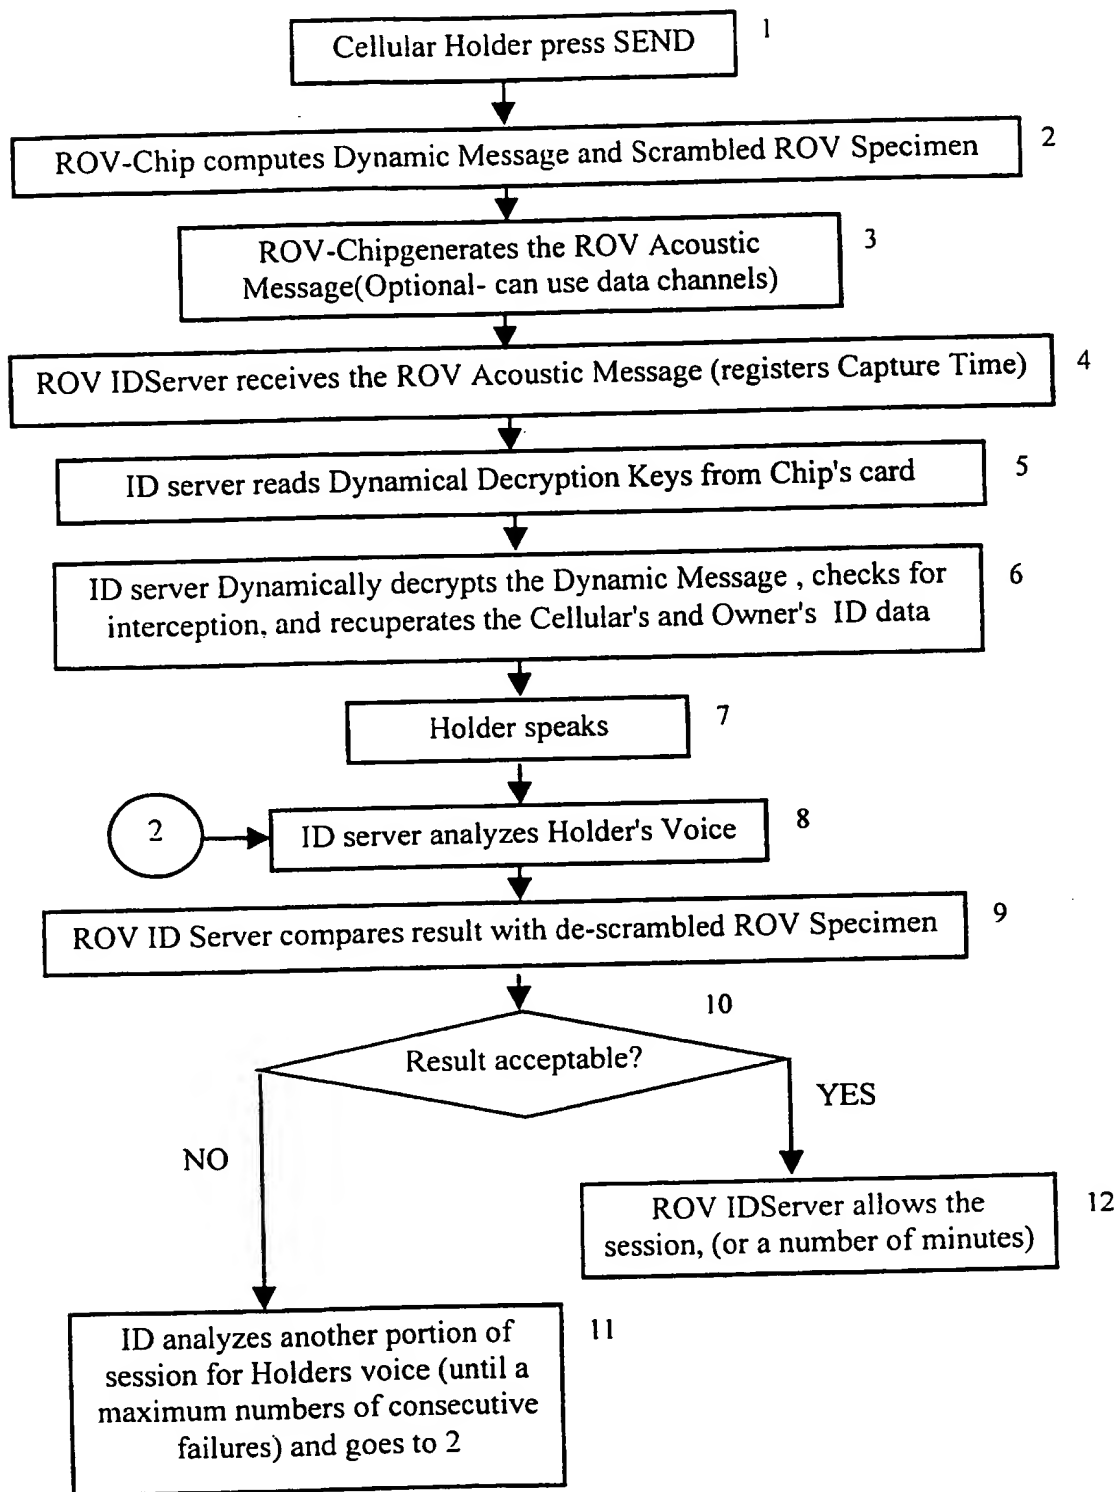 Cellular Holder press SEND
1
ROV-Chip computes Dynamic Message and Scrambled ROV Specimen
2
ROV-Chipgenerates the ROV Acoustic
Message(Optional- can use data channels)
3
ROV IDServer receives the ROV Acoustic Message (registers Capture Time)
4
ID server reads Dynamical Decryption Keys from Chip's card
5
ID server Dynamically decrypts the Dynamic Message , checks for
interception, and recuperates the Cellular's and Owner's ID data
6
Holder speaks
7
2
ID server analyzes Holder's Voice
8
ROV ID Server compares result with de-scrambled ROV Specimen
9
10
Result acceptable?
YES
NO
ROV IDServer allows the
session, (or a number of minutes)
12
ID analyzes another portion of
session for Holders voice (until a
maximum numbers of consecutive
failures) and goes to 2
11